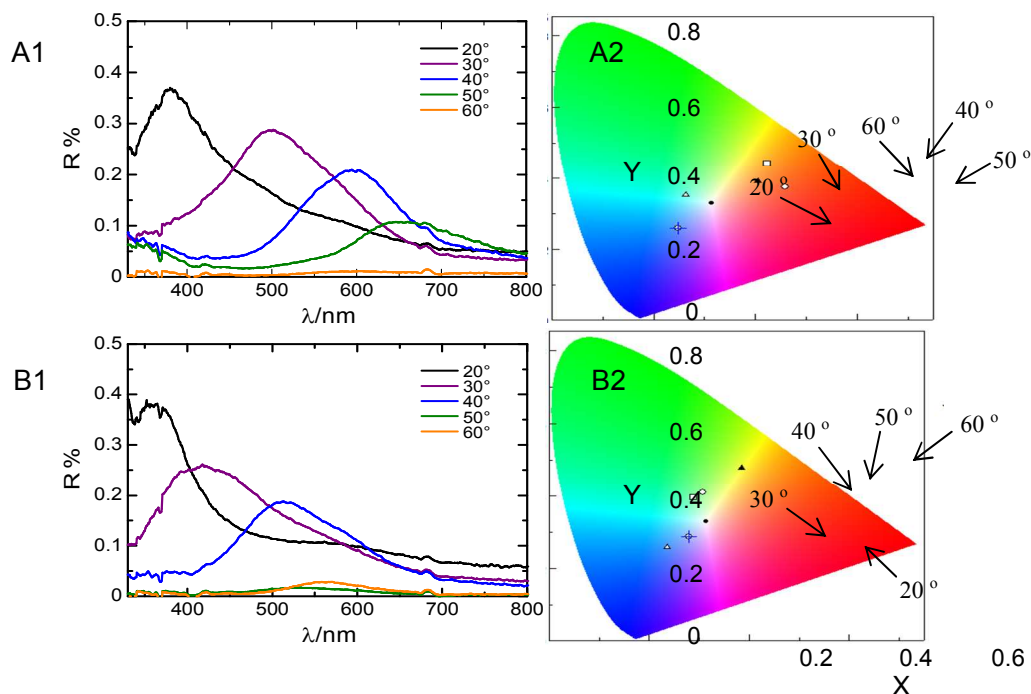 A1
R %
0.5
0.4
0.3
0.2
0.1
0
400 500 600 700 800
λ/nm
20°
30°
40°
50°
60°
A2
Y
0.8
0.6
0.4
0.2
0
20 º
30 º
60 º
40 º
50 º
B1
R %
0.5
0.4
0.3
0.2
0.1
0
400 500 600 700 800
λ/nm
20°
30°
40°
50°
60°
B2
Y
0.8
0.6
0.4
0.2
0
30 º
40 º
50 º
60 º
20 º
0.2 0.4 0.6
X